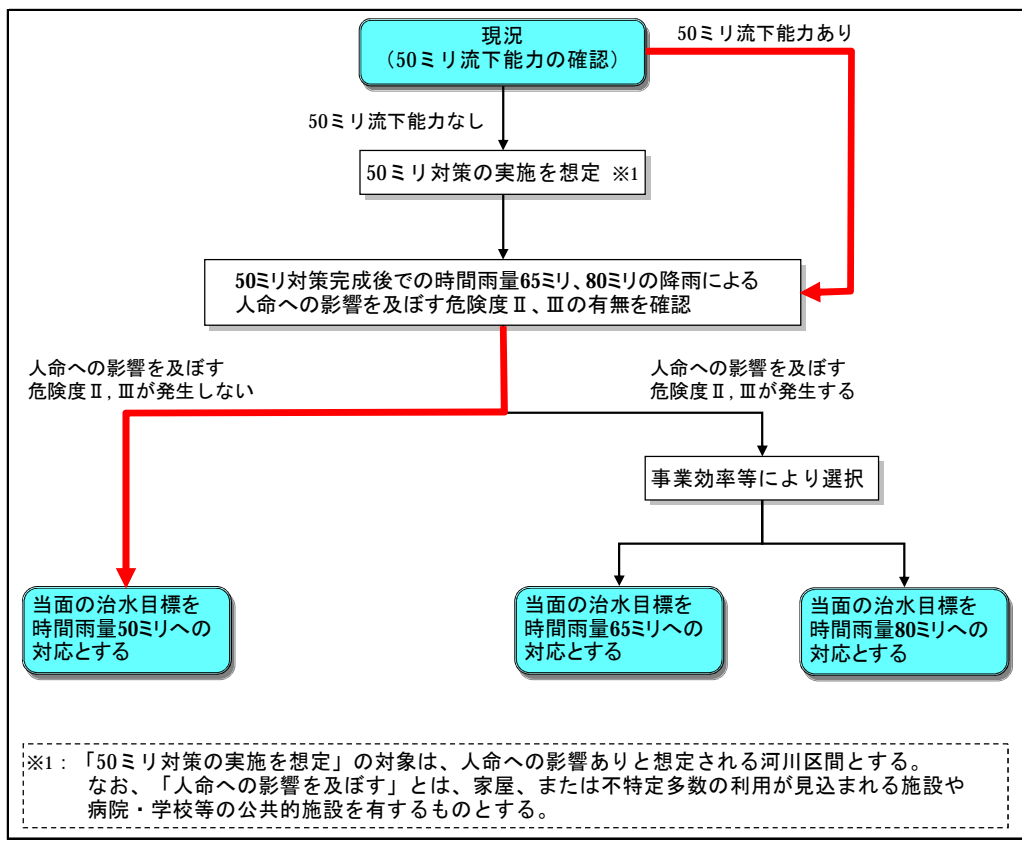 現況
（50ミリ流下能力の確認）
50ミリ流下能力あり
50ミリ流下能力なし
50ミリ対策の実施を想定 ※1
50ミリ対策完成後での時間雨量65ミリ、80ミリの降雨による
人命への影響を及ぼす危険度Ⅱ、Ⅲの有無を確認
人命への影響を及ぼす
危険度Ⅱ,Ⅲが発生しない
人命への影響を及ぼす
危険度Ⅱ,Ⅲが発生する
事業効率等により選択
当面の治水目標を
時間雨量50ミリへの
対応とする
当面の治水目標を
時間雨量65ミリへの
対応とする
当面の治水目標を
時間雨量80ミリへの
対応とする
※1：「50ミリ対策の実施を想定」の対象は、人命への影響ありと想定される河川区間とする。
なお、「人命への影響を及ぼす」とは、家屋、または不特定多数の利用が見込まれる施設や
病院・学校等の公共的施設を有するものとする。